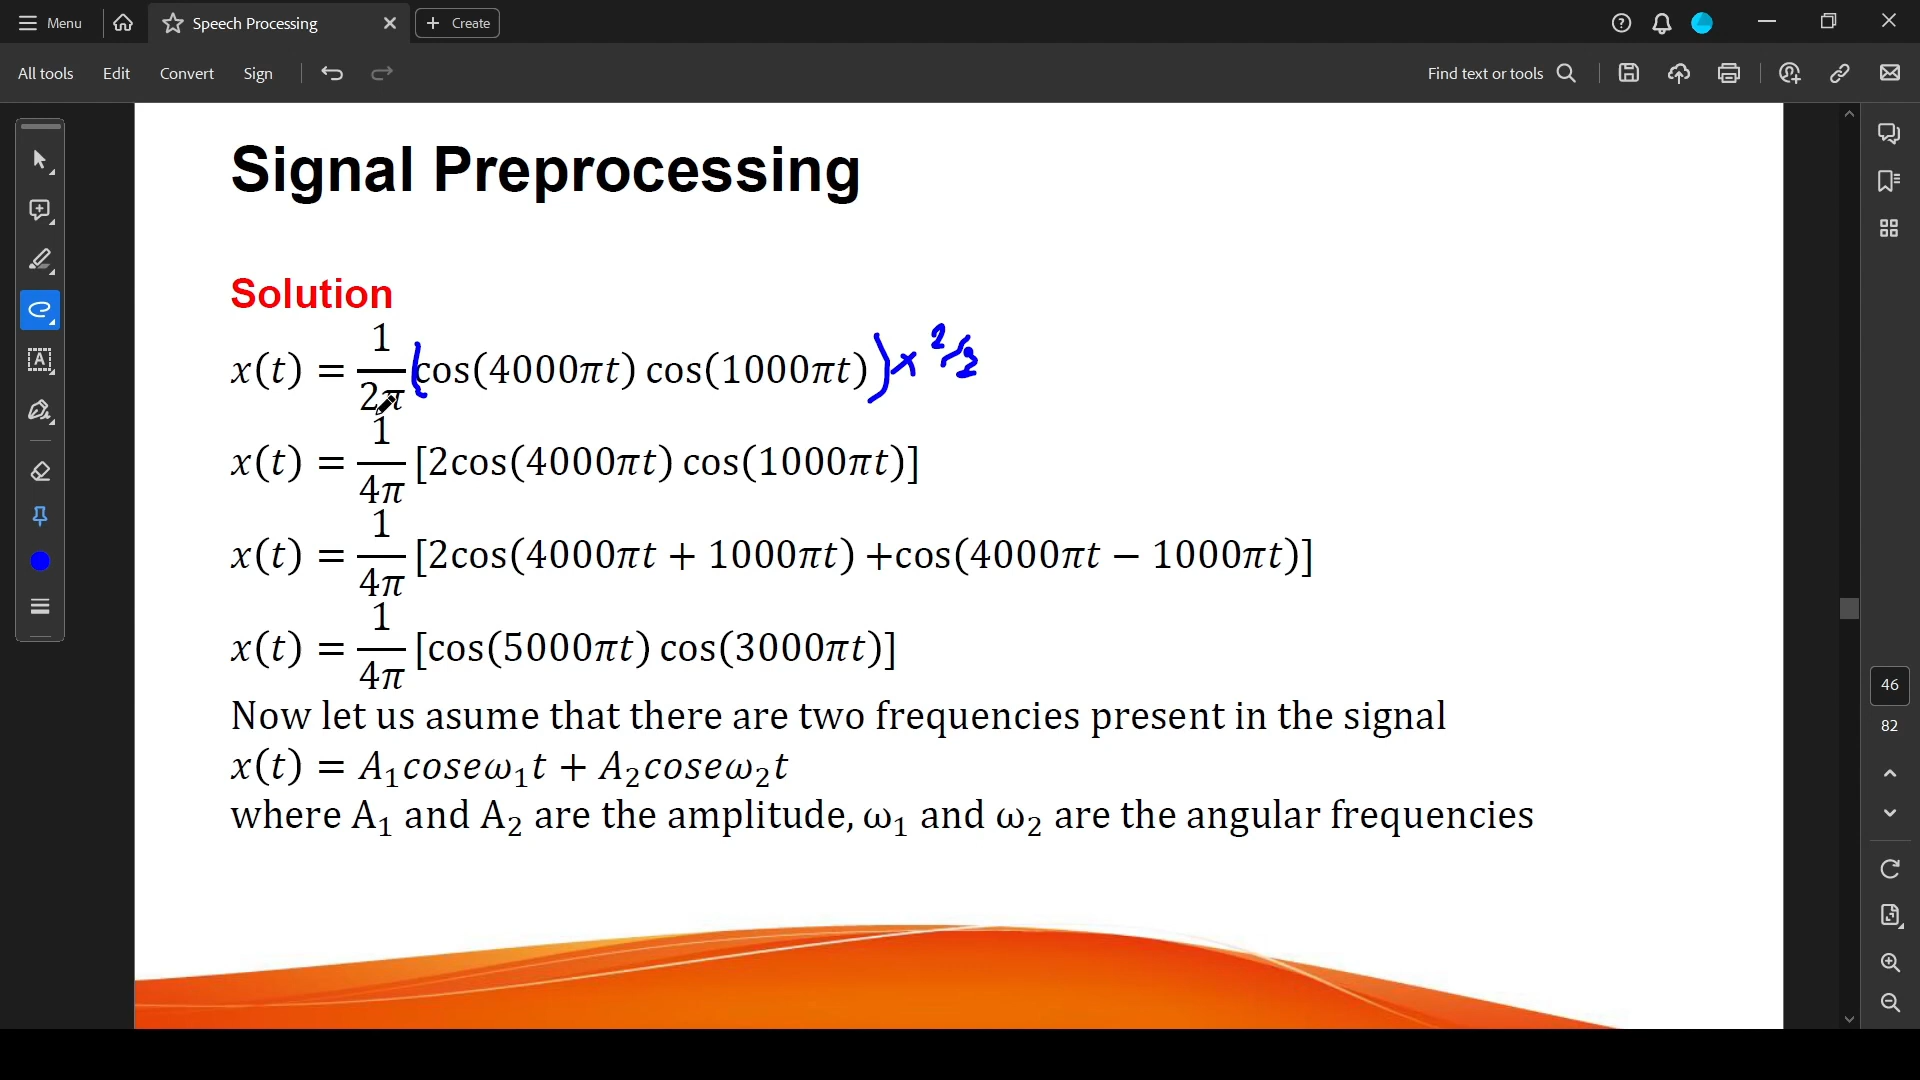 Menu
Speech Processing
Create
All tools Edit Convert Sign
Find text or tools
Signal Preprocessing
Solution
x(t) = 1/2π (cos(4000πt) cos(1000πt)) x 2/2
x(t) = 1/4π [2cos(4000πt) cos(1000πt)]
x(t) = 1/4π [2cos(4000πt + 1000πt) +cos(4000πt − 1000πt)]
x(t) = 1/4π [cos(5000πt) cos(3000πt)]
Now let us asume that there are two frequencies present in the signal
x(t) = A₁coseω₁t + A₂coseω₂t
where A₁ and A₂ are the amplitude, ω₁ and ω₂ are the angular frequencies
46
82